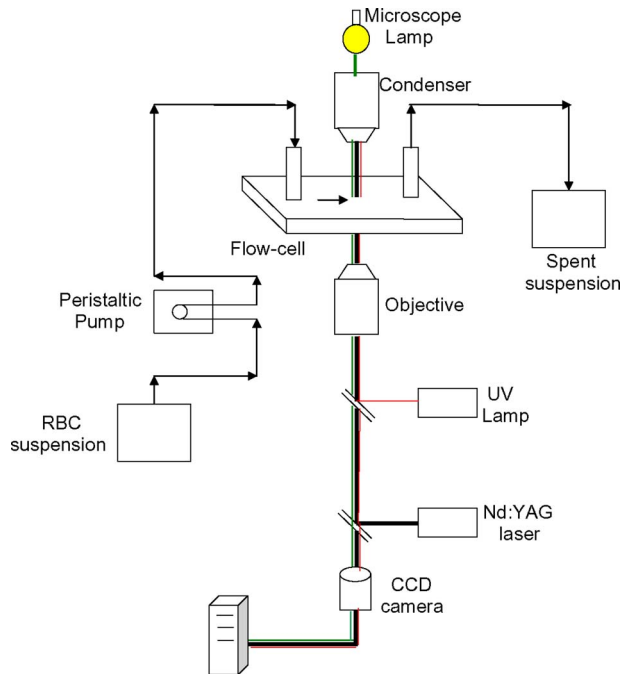 Microscope
Lamp
Condenser
Flow-cell
Spent
suspension
Peristaltic
Pump
Objective
RBC
suspension
UV
Lamp
Nd:YAG
laser
CCD
camera